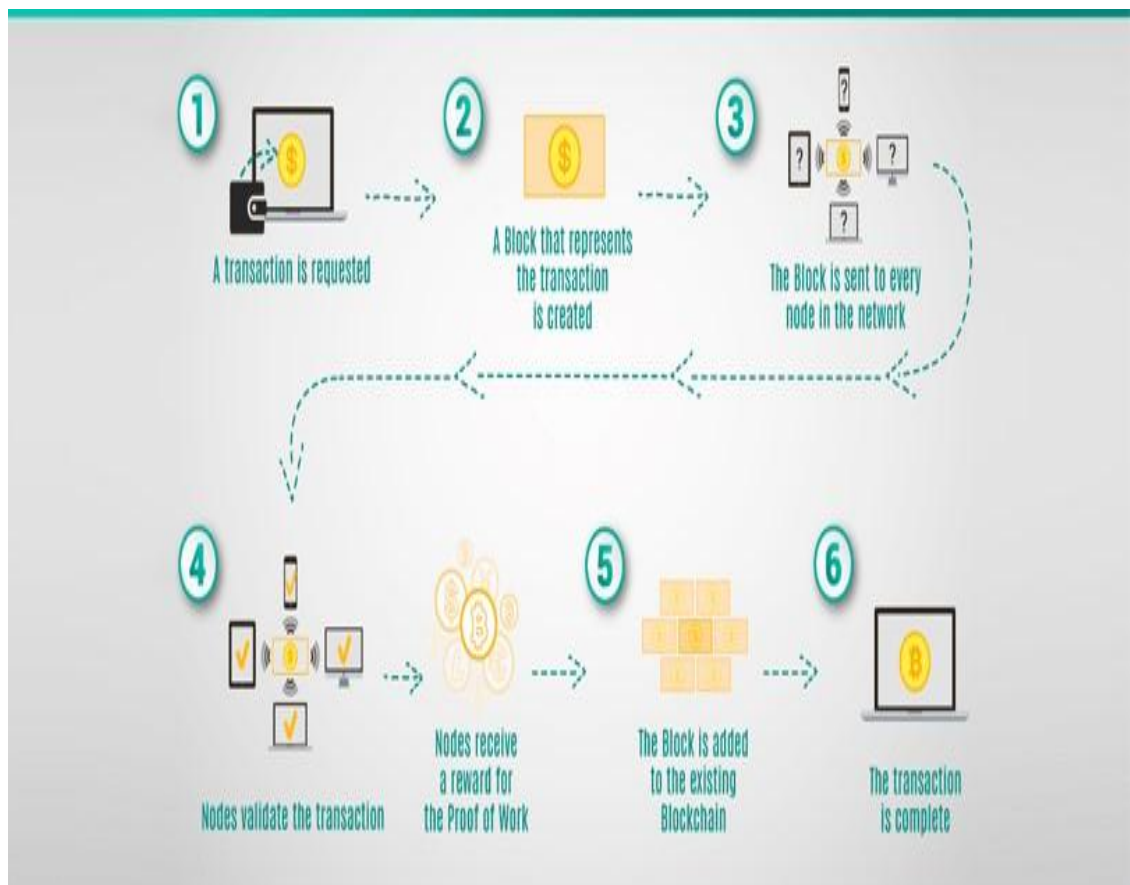 1
A transaction is requested
2
A Block that represents
the transaction
is created
3
The Block is sent to every
node in the network
4
Nodes validate the transaction
Nodes receive
a reward for
the Proof of Work
5
The Block is added
to the existing
Blockchain
6
The transaction
is complete